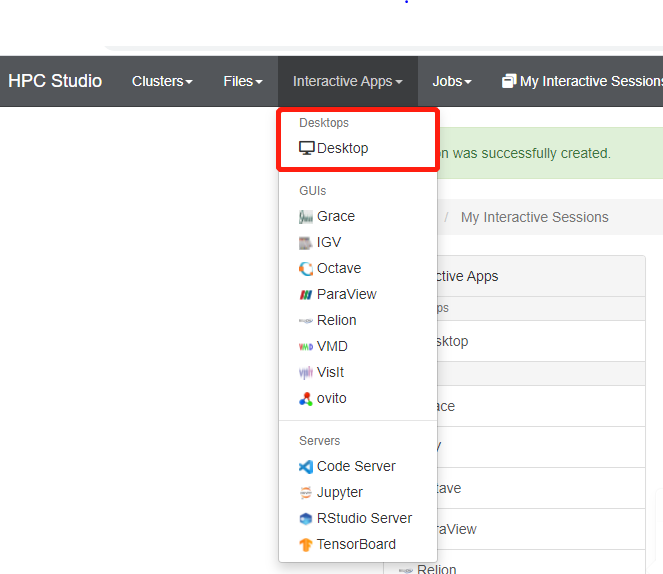 HPC Studio Clusters Files Interactive Apps Jobs My Interactive Sessions
Desktops
Desktop
on was successfully created.
GUIs
Grace
/ My Interactive Sessions
IGV
Octave
ctive Apps
ParaView
ps
Relion
sktop
VMD
VisIt
ovito
ace
Servers
Code Server
Jupyter
tave
RStudio Server
raView
TensorBoard
Relion